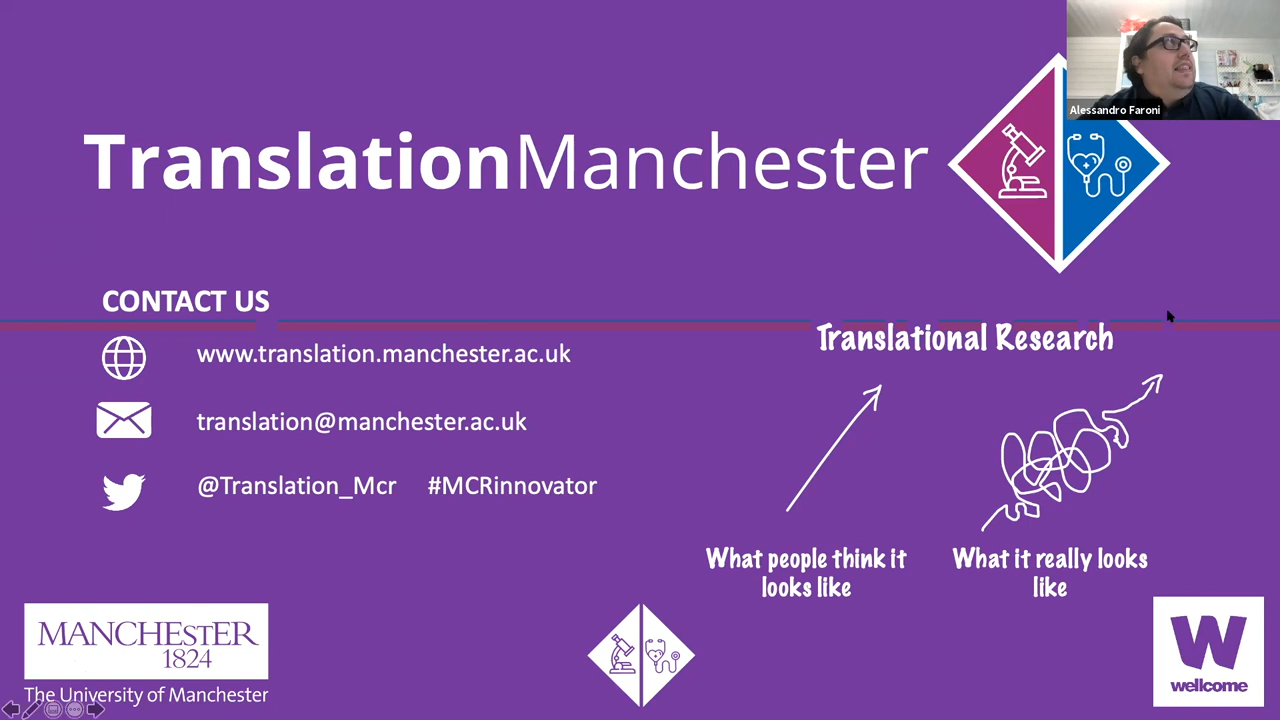 Alessandro Faroni
TranslationManchester
CONTACT US
www.translation.manchester.ac.uk
translation@manchester.ac.uk
@Translation_Mcr #MCRinnovator
Translational Research
What people think it
looks like
What it really looks
like
MANCHESTER
1824
The University of Manchester
W
wellcome